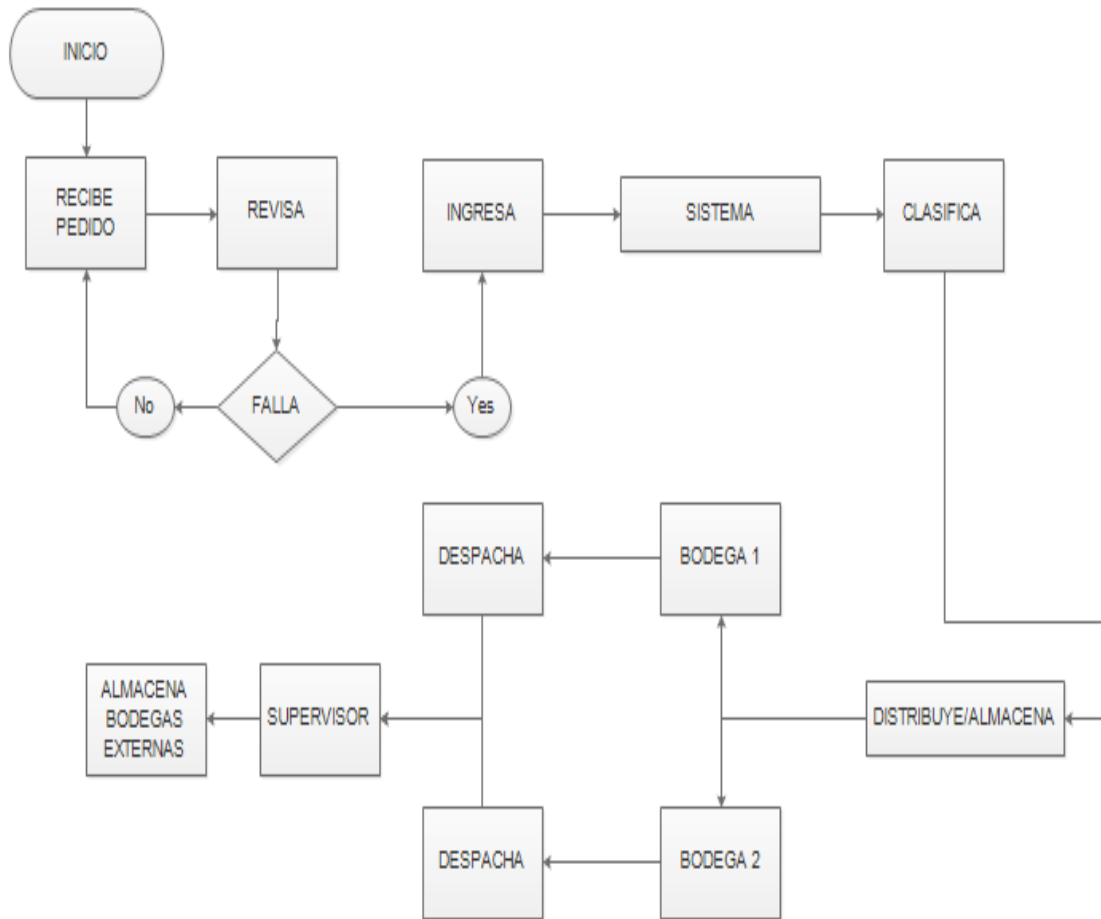 INICIO
RECIBE
PEDIDO
REVISA
INGRESA
SISTEMA
CLASIFICA
No
FALLA
Yes
DESPACHA
BODEGA 1
ALMACENA
BODEGAS
EXTERNAS
SUPERVISOR
DISTRIBUYE/ALMACENA
DESPACHA
BODEGA 2